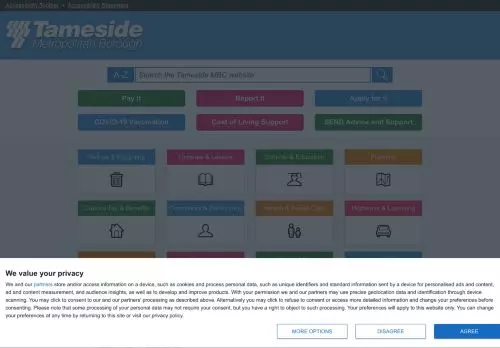 Accessibility Toolbar • Accessibility Statement
Tameside
Metropolitan Borough
A-Z Search the Tameside MBC website
Pay It Report It Apply for It
COVID-19 Vaccination Cost of Living Support SEND Advice and Support
Refuse & Recycling Libraries & Leisure Schools & Education Planning
Council Tax & Benefits Health & Social Care Highways & Licensing
We value your privacy
We and our partners store and/or access information on a device, such as cookies and process personal data, such as unique identifiers and standard information sent by a device for personalised ads and content,
ad and content measurement, and audience insights, as well as to develop and improve products. With your permission we and our partners may use precise geolocation data and identification through device
scanning. You may click to consent to our and our partners' processing as described above. Alternatively you may click to refuse to consent or access more detailed information and change your preferences before
consenting. Please note that some processing of your personal data may not require your consent, but you have a right to object to such processing. Your preferences will apply to this website only. You can change
your preferences at any time by returning to this site or visit our privacy policy.
MORE OPTIONS DISAGREE AGREE